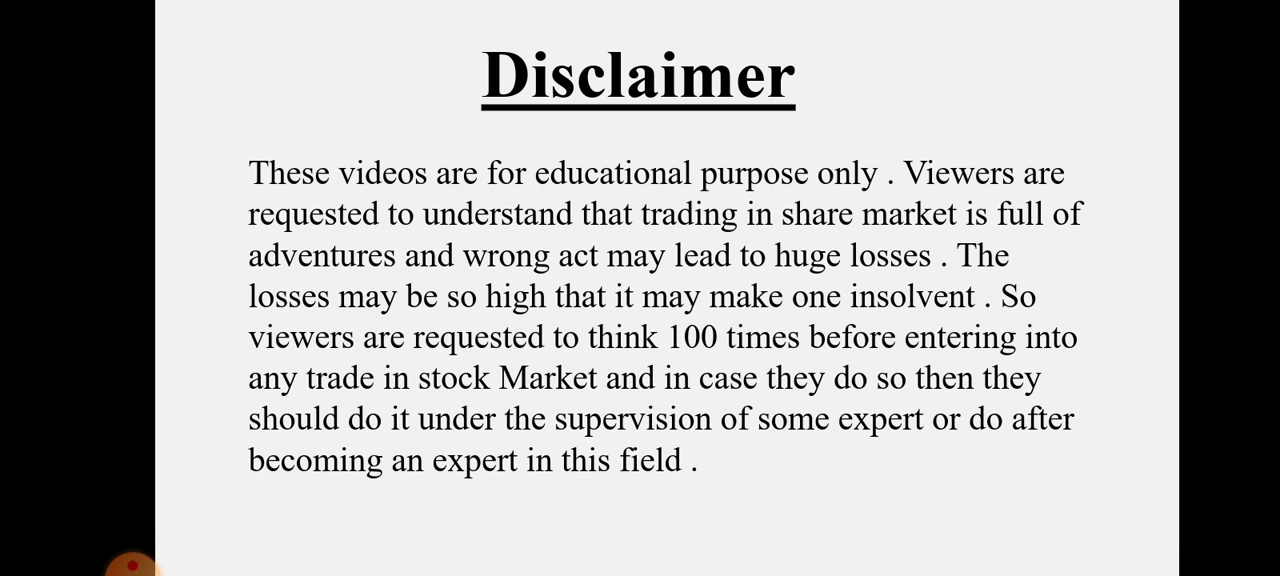 Disclaimer
These videos are for educational purpose only . Viewers are
requested to understand that trading in share market is full of
adventures and wrong act may lead to huge losses . The
losses may be so high that it may make one insolvent . So
viewers are requested to think 100 times before entering into
any trade in stock Market and in case they do so then they
should do it under the supervision of some expert or do after
becoming an expert in this field .